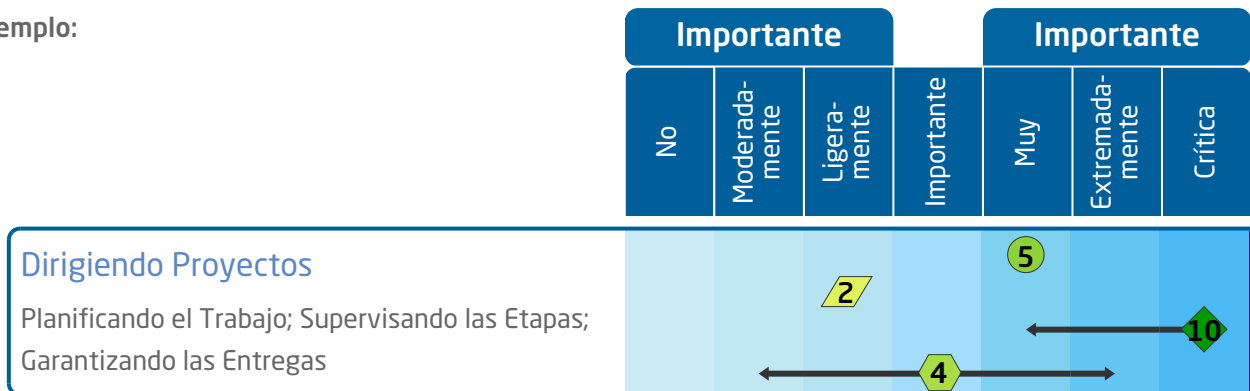 emplo:
Importante
Importante
No
Moderada-
mente
Ligera-
mente
Importante
Muy
Extremada-
mente
Crítica
Dirigiendo Proyectos
Planificando el Trabajo; Supervisando las Etapas;
Garantizando las Entregas
5
2
10
4